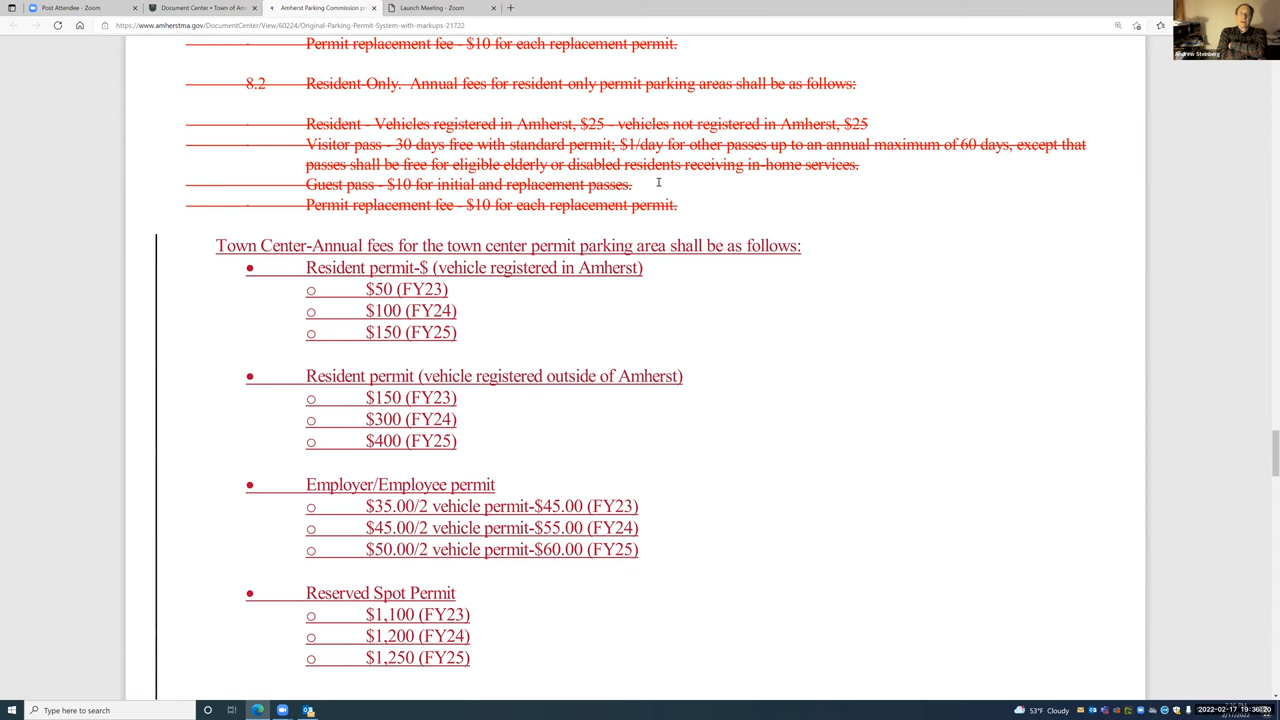 Post Attendee - Zoom
Document Center • Town of Am
Amherst Parking Commission p
Launch Meeting - Zoom
https://www.amherstma.gov/DocumentCenter/View/60224/Original-Parking-Permit-System-with-markups-21722
Andrew Steinberg
· Permit replacement fee - $10 for each replacement permit.
8.2 Resident-Only. Annual fees for resident-only permit parking areas shall be as follows:
· Resident - Vehicles registered in Amherst, $25 - vehicles not registered in Amherst, $25
· Visitor pass - 30 days free with standard permit; $1/day for other passes up to an annual maximum of 60 days, except that
passes shall be free for eligible elderly or disabled residents receiving in-home services.
· Guest pass - $10 for initial and replacement passes.
· Permit replacement fee - $10 for each replacement permit.
Town Center-Annual fees for the town center permit parking area shall be as follows:
• Resident permit-$ (vehicle registered in Amherst)
o $50 (FY23)
o $100 (FY24)
o $150 (FY25)
• Resident permit (vehicle registered outside of Amherst)
o $150 (FY23)
o $300 (FY24)
o $400 (FY25)
• Employer/Employee permit
o $35.00/2 vehicle permit-$45.00 (FY23)
o $45.00/2 vehicle permit-$55.00 (FY24)
o $50.00/2 vehicle permit-$60.00 (FY25)
• Reserved Spot Permit
o $1,100 (FY23)
o $1,200 (FY24)
o $1,250 (FY25)
Type here to search
53°F Cloudy
2022-02-17 19:36:20
2/17/2022